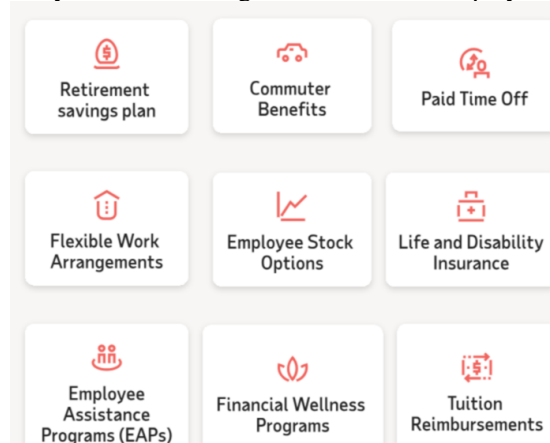 Retirement
savings plan
Commuter
Benefits
Paid Time Off
Flexible Work
Arrangements
Employee Stock
Options
Life and Disability
Insurance
Employee
Assistance
Programs (EAPs)
Financial Wellness
Programs
Tuition
Reimbursements